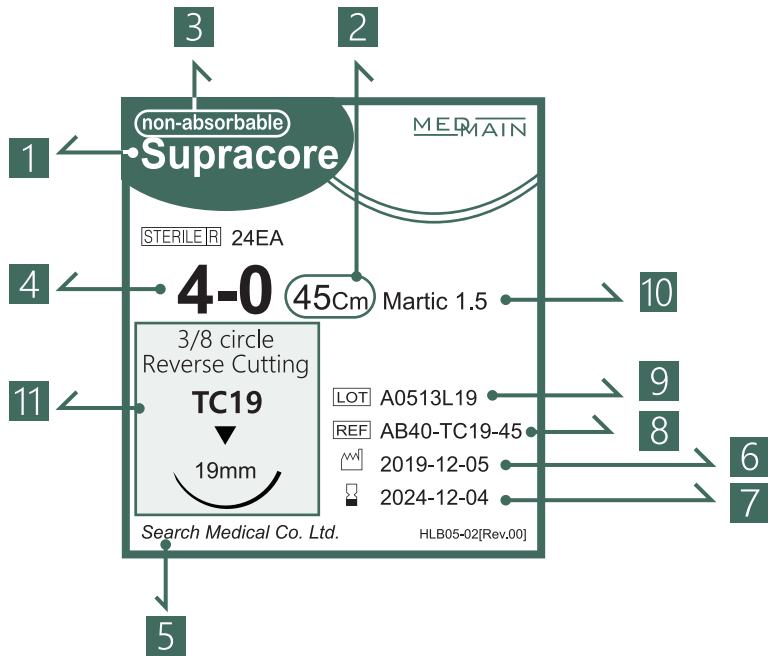 3
2
non-absorbable
MEDMAIN
1
Supracore
STERILE R 24EA
4
4-0 45Cm Martic 1.5
10
3/8 circle
Reverse Cutting
11
TC19
19mm
LOT A0513L19
9
REF AB40-TC19-45
8
2019-12-05
6
2024-12-04
7
Search Medical Co. Ltd.
HLB05-02[Rev.00]
5